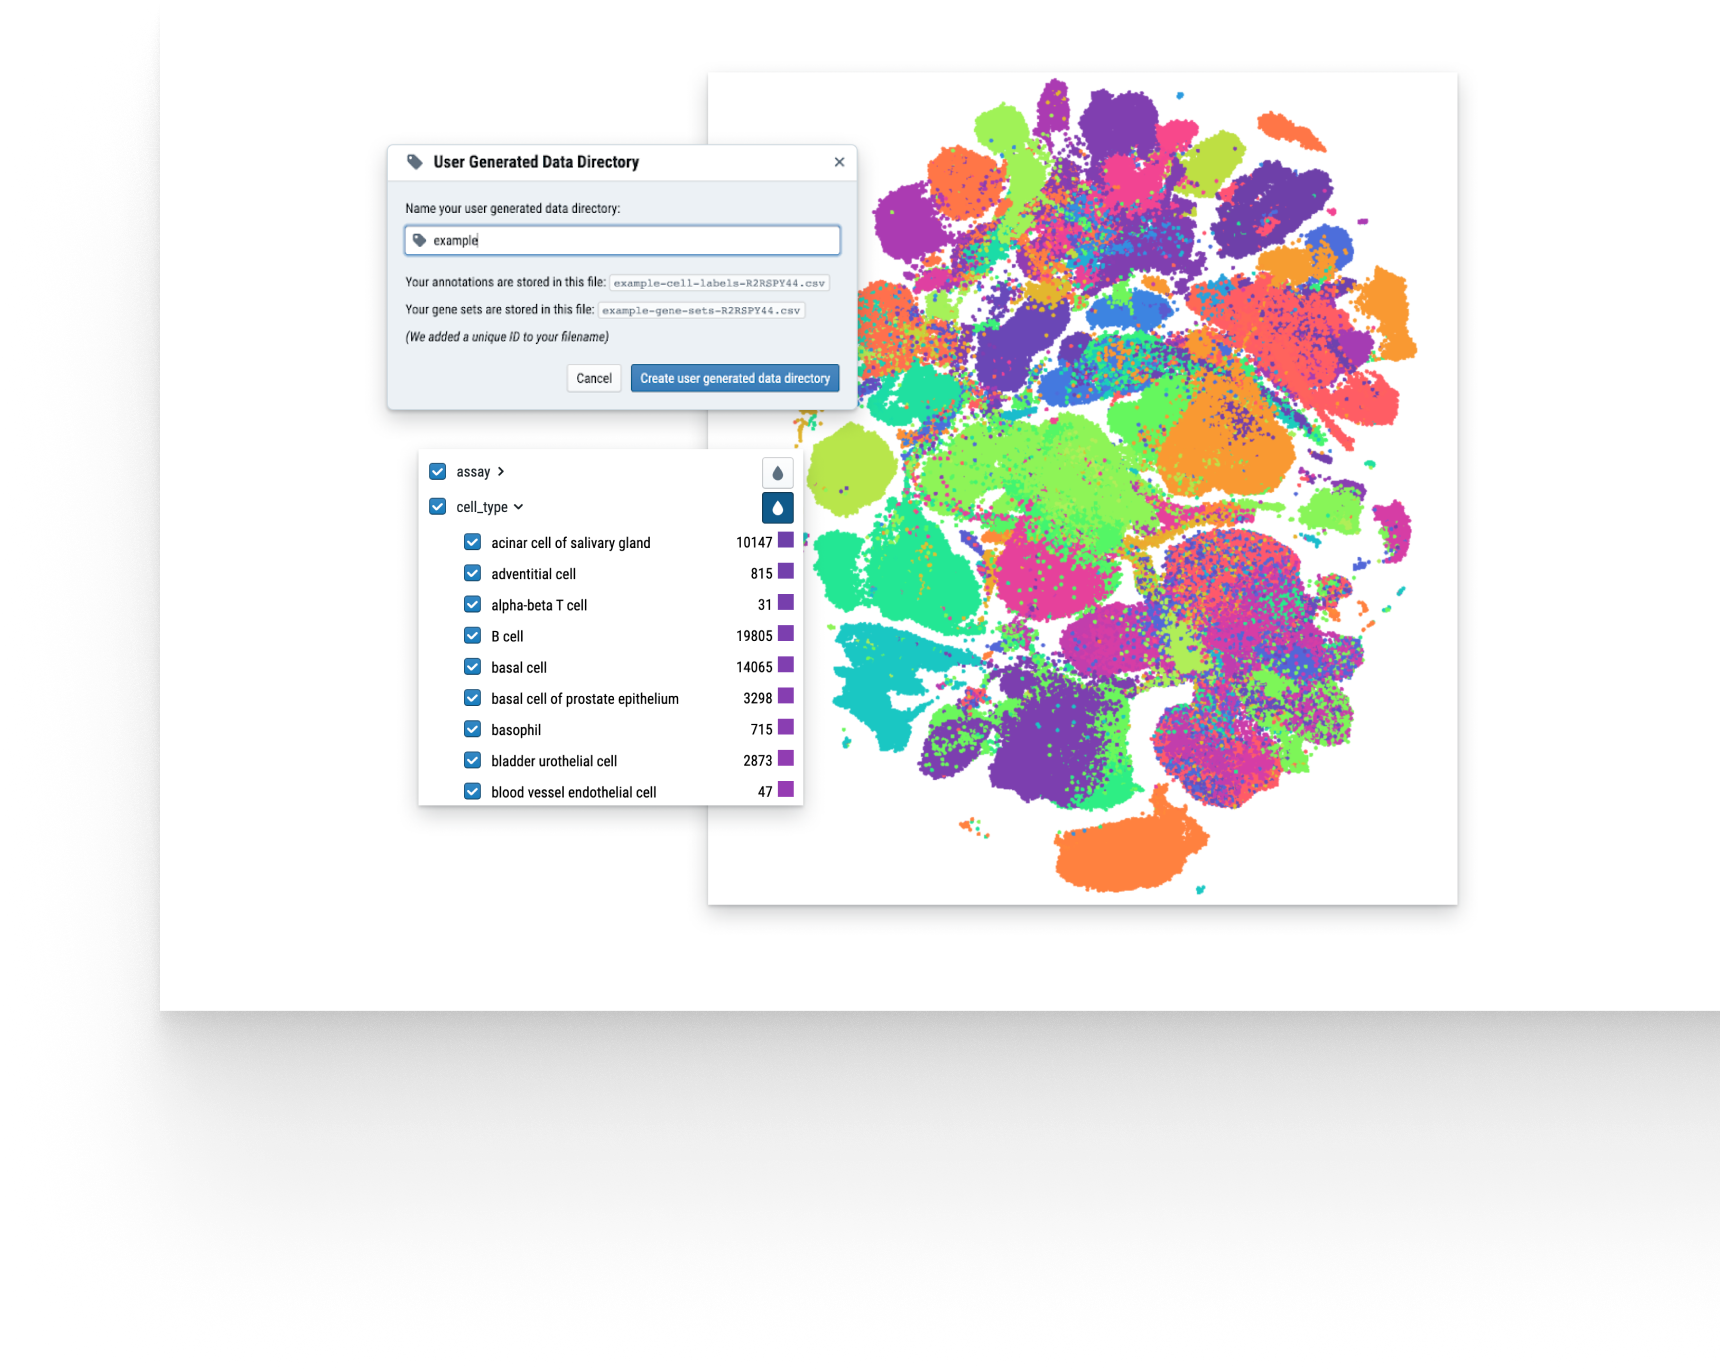 User Generated Data Directory
Name your user generated data directory:
example
Your annotations are stored in this file: example-cell-labels-R2RSPY44.csv
Your gene sets are stored in this file: example-gene-sets-R2RSPY44.csv
(We added a unique ID to your filename)
Cancel Create user generated data directory
assay
cell_type
acinar cell of salivary gland 10147
adventitial cell 815
alpha-beta T cell 31
B cell 19805
basal cell 14065
basal cell of prostate epithelium 3298
basophil 715
bladder urothelial cell 2873
blood vessel endothelial cell 47